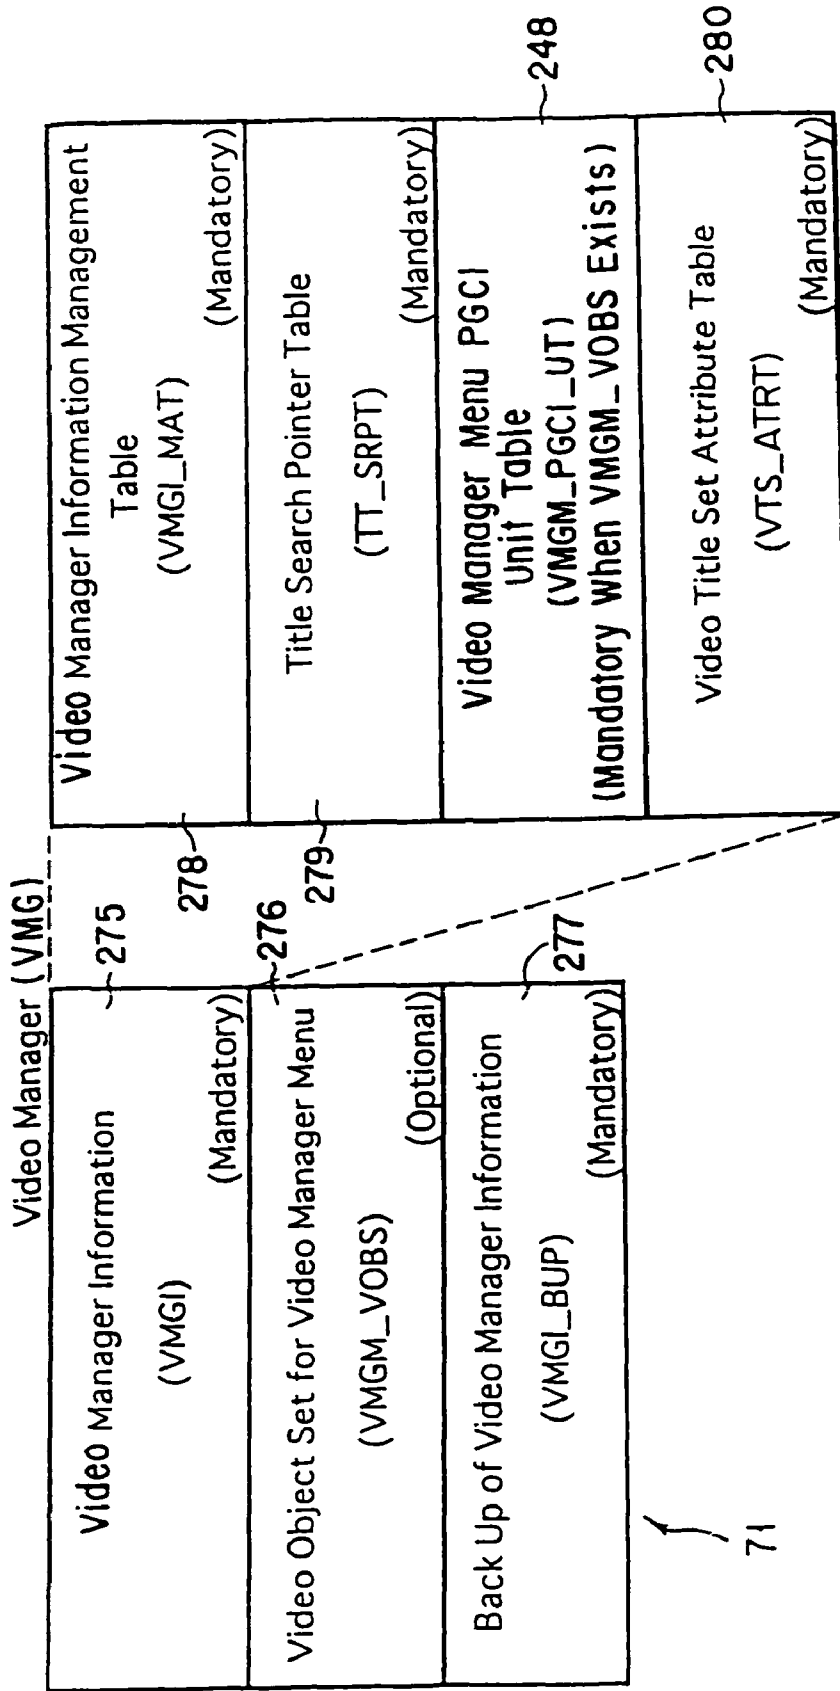 Video Manager (VMG)
Video Manager Information
(VMGI)
(Mandatory)
275
Video Object Set for Video Manager Menu
(VMGM_VOBS)
(Optional)
276
Back Up of Video Manager Information
(VMGI_BUP)
(Mandatory)
277
71
Video Manager Information Management
Table
(VMGI_MAT)
(Mandatory)
278
Title Search Pointer Table
(TT_SRPT)
(Mandatory)
279
Video Manager Menu PGCI
Unit Table
(VMGM_PGCI_UT)
(Mandatory When VMGM_VOBS Exists)
248
Video Title Set Attribute Table
(VTS_ATRT)
(Mandatory)
280